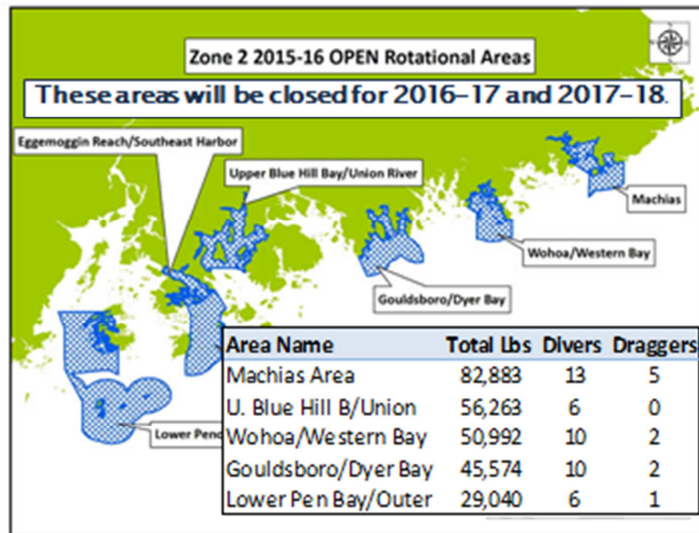 Zone 2 2015-16 OPEN Rotational Areas
These areas will be closed for 2016-17 and 2017-18.
Eggemoggin Reach/Southeast Harbor
Upper Blue Hill Bay/Union River
Machias
Wohoa/Western Bay
Gouldsboro/Dyer Bay
Lower Peno
Area Name Total Lbs Divers Draggers
Machias Area 82,883 13 5
U. Blue Hill B/Union 56,263 6 0
Wohoa/Western Bay 50,992 10 2
Gouldsboro/Dyer Bay 45,574 10 2
Lower Pen Bay/Outer 29,040 6 1